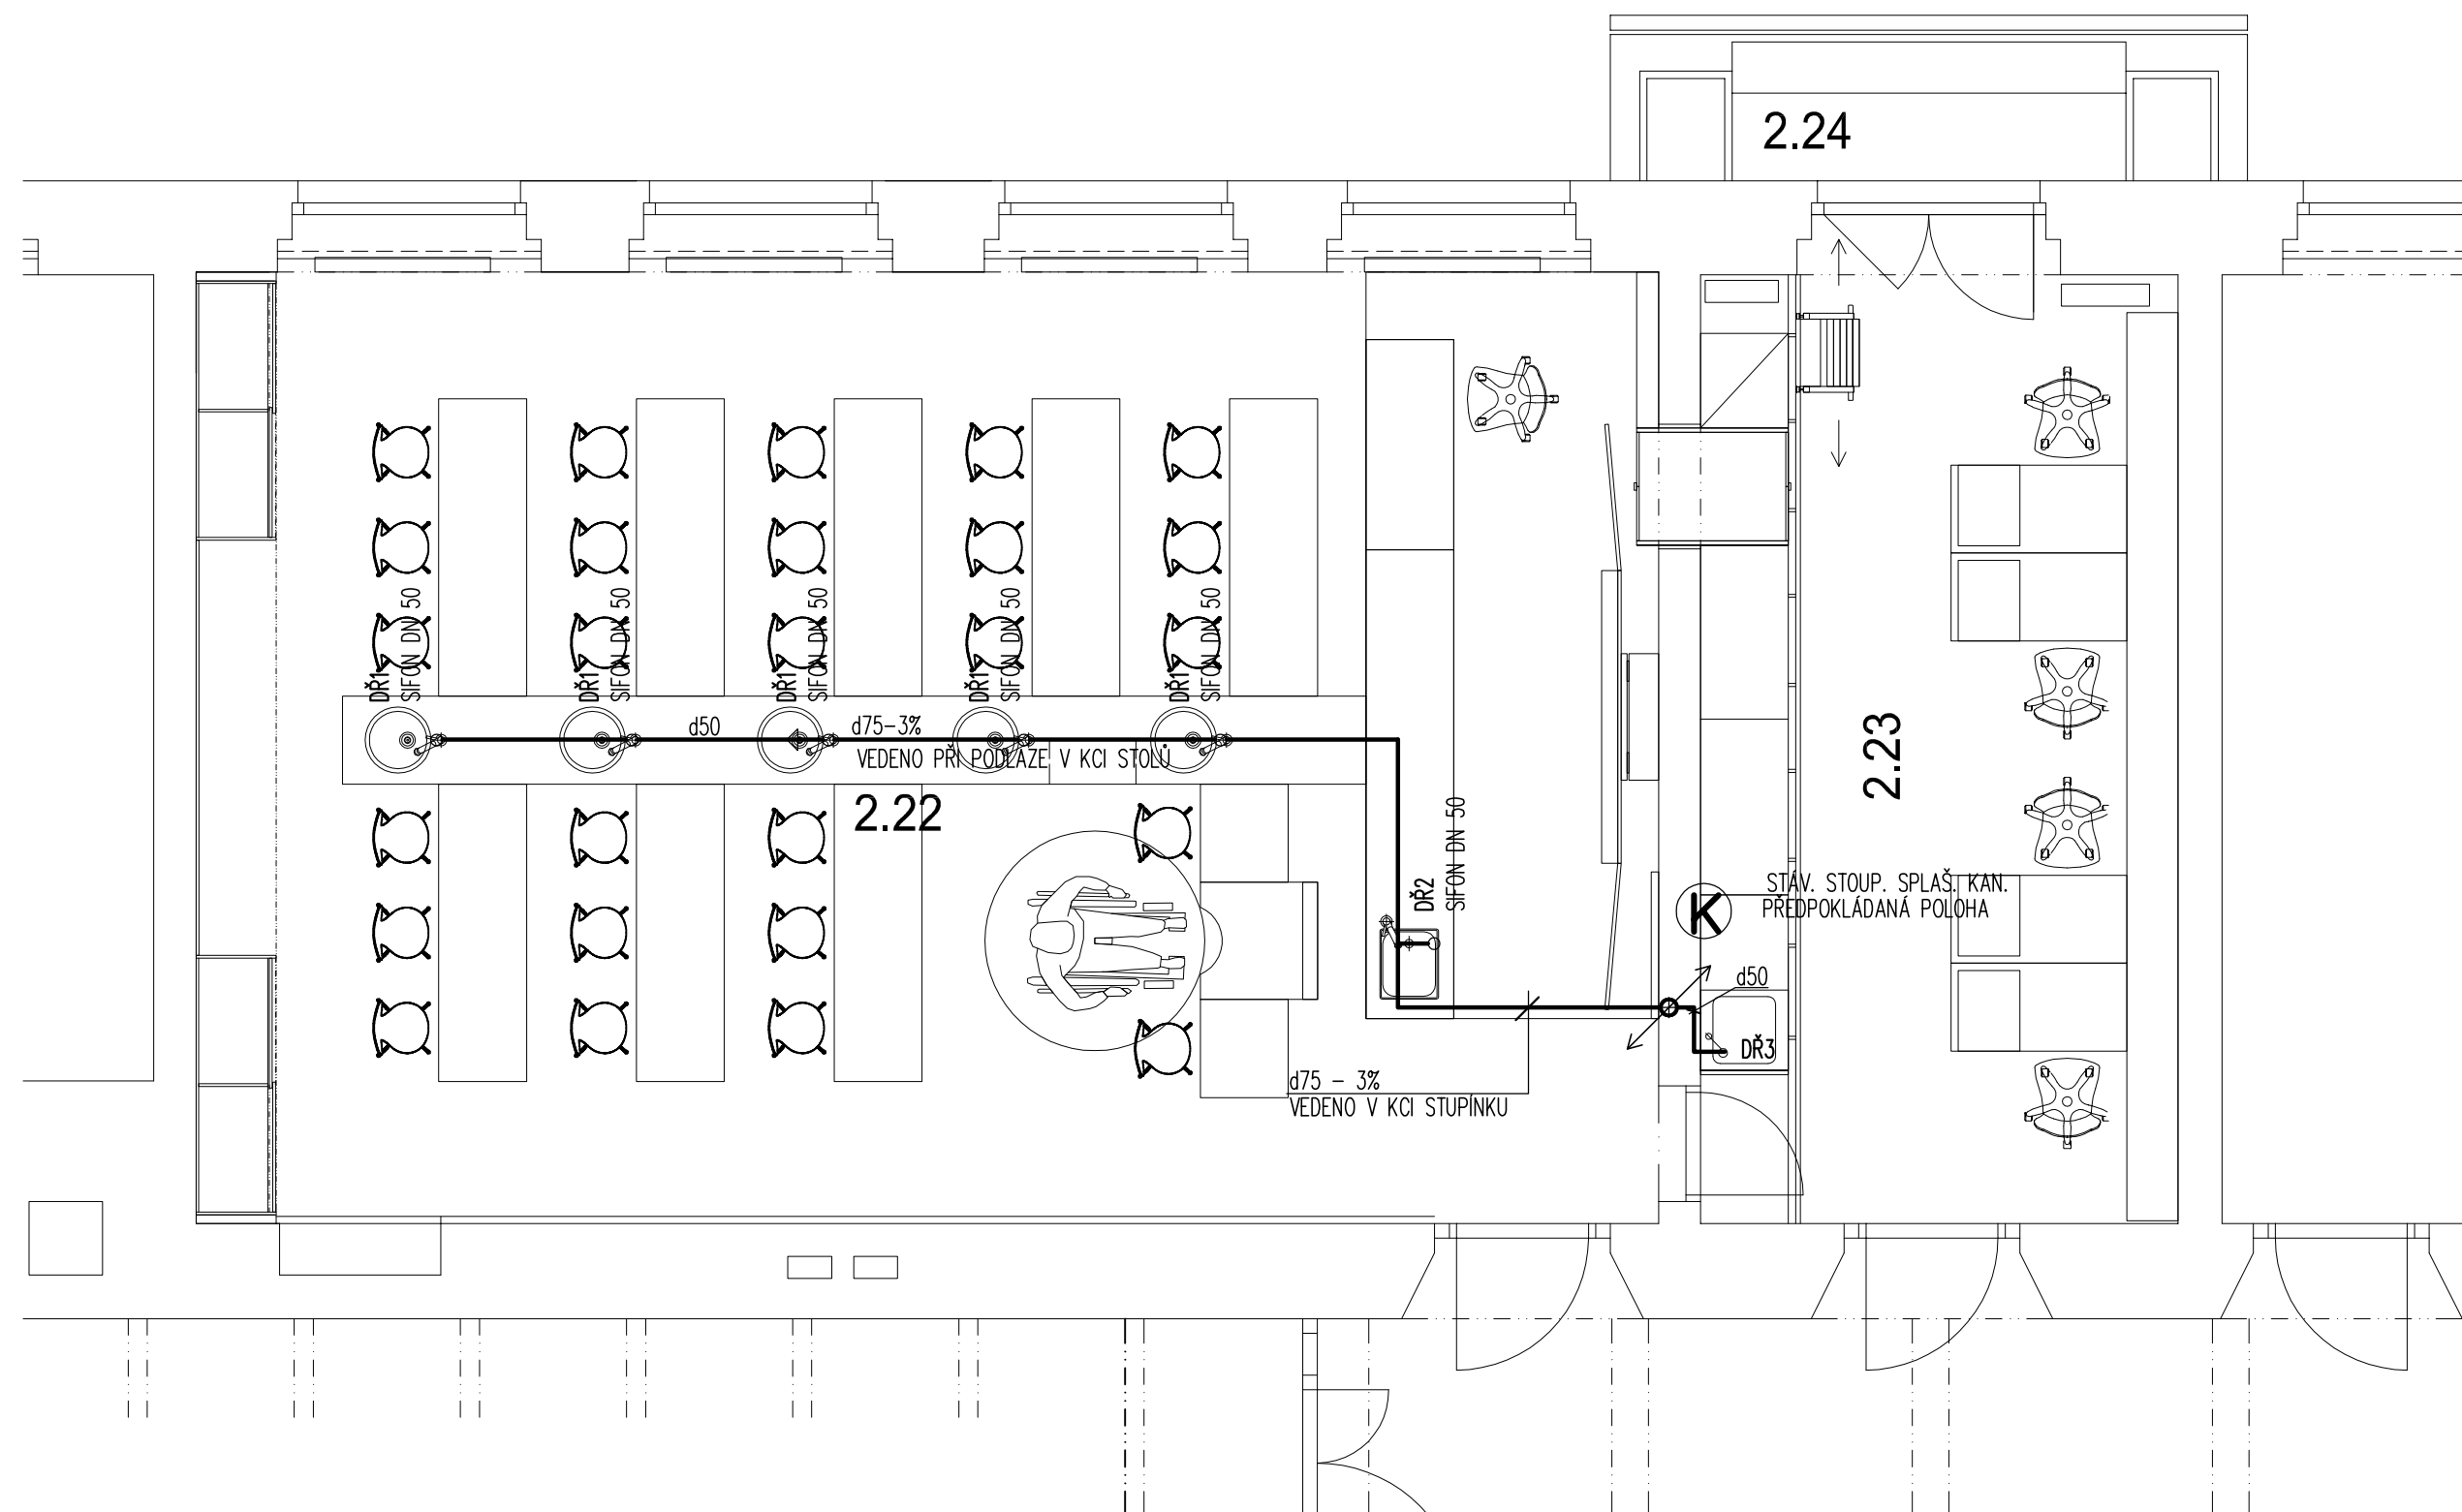 2.24
DŘ1
SIFON DN 50
DŘ1
SIFON DN 50
DŘ1
SIFON DN 50
DŘ1
SIFON DN 50
DŘ1
SIFON DN 50
d50
d75-3%
VEDENO PŘI PODLAZE V KCI STOLŮ
2.22
2.23
DŘ2
SIFON DN 50
K
STÁV. STOUP. SPLAŠ. KAN.
PŘEDPOKLÁDANÁ POLOHA
d50
DŘ3
d75 - 3%
VEDENO V KCI STUPÍNKU